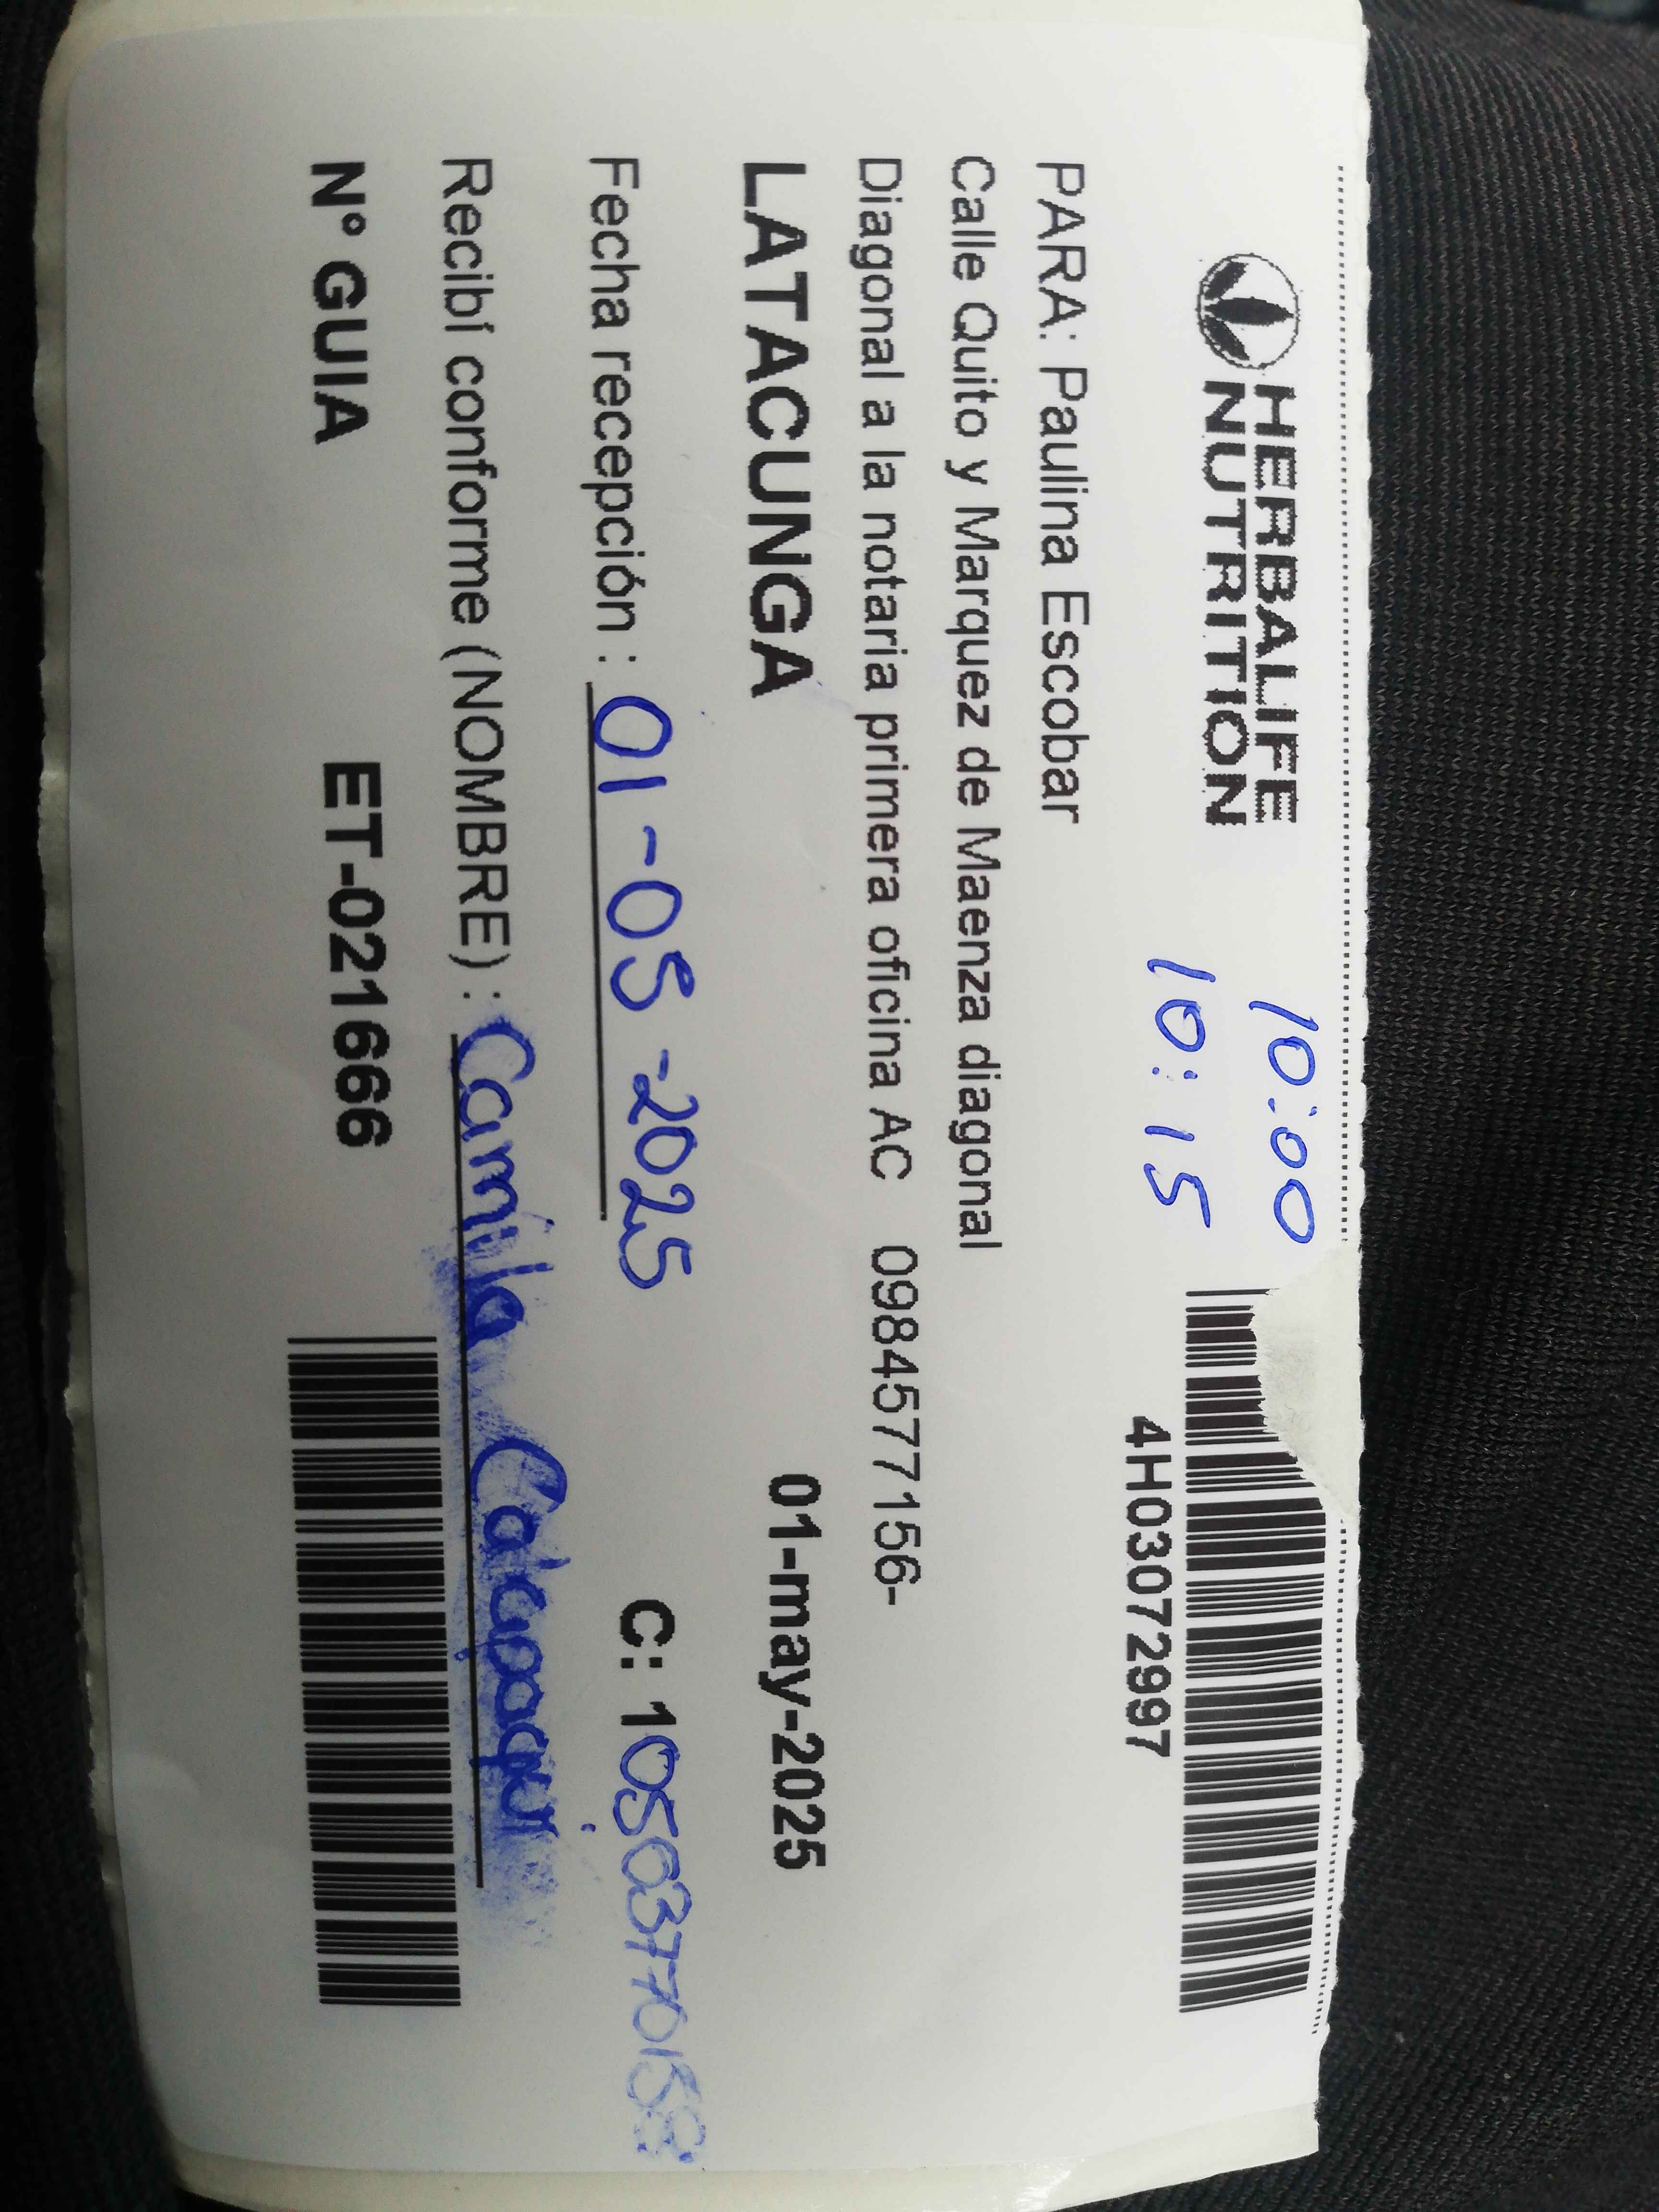 HERBALIFE
NUTRITION
10:00
10:15
4H03072997
PARA: Paulina Escobar
Calle Quito y Marquez de Maenza diagonal
Diagonal a la notaria primera oficina AC 0984577156-
LATACUNGA 01-may-2025
Fecha recepción : 01-05-2025 C: 1
Recibí conforme (NOMBRE) : Camila
N° GUIA ET-021666